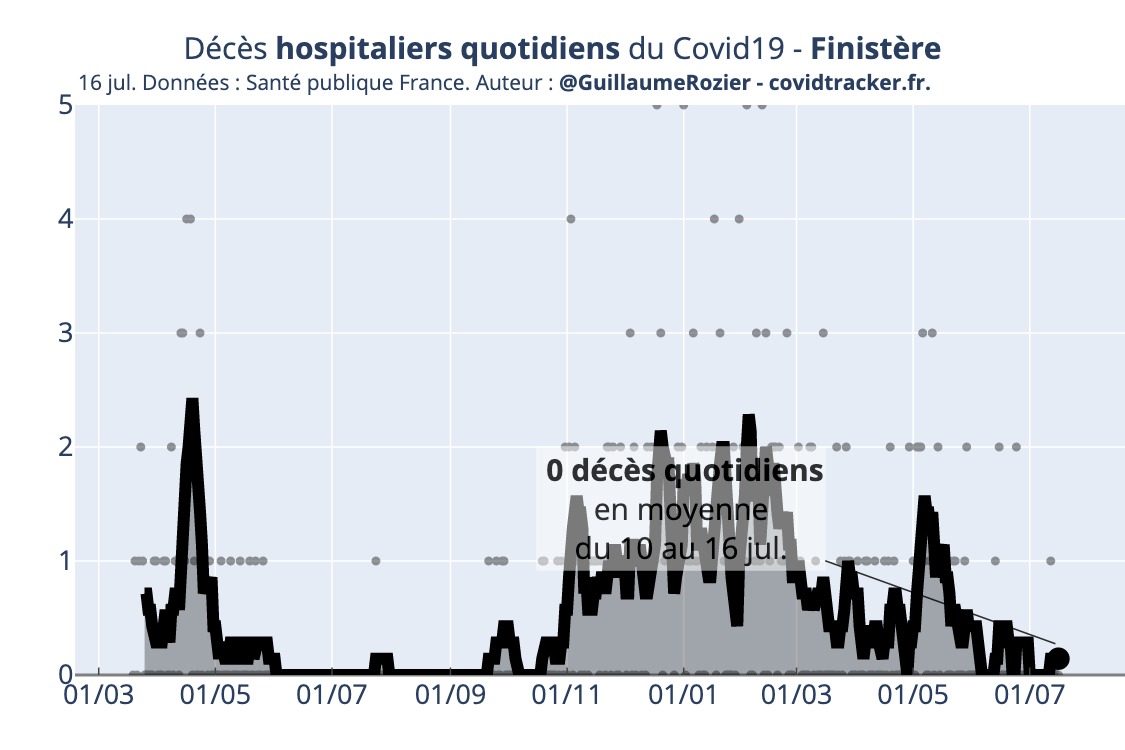 Décès hospitaliers quotidiens du Covid19 - Finistère
16 jul. Données : Santé publique France. Auteur : @GuillaumeRozier - covidtracker.fr.
5
4
3
2
0 décès quotidiens
en moyenne
du 10 au 16 jul.
1
0
01/03 01/05 01/07 01/09 01/11 01/01 01/03 01/05 01/07